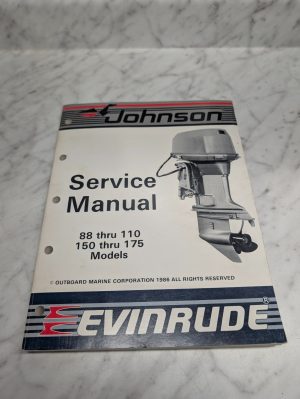 Johnson
Service
Manual
88 thru 110
150 thru 175
Models
© OUTBOARD MARINE CORPORATION 1986 ALL RIGHTS RESERVED
EVINRUDE®